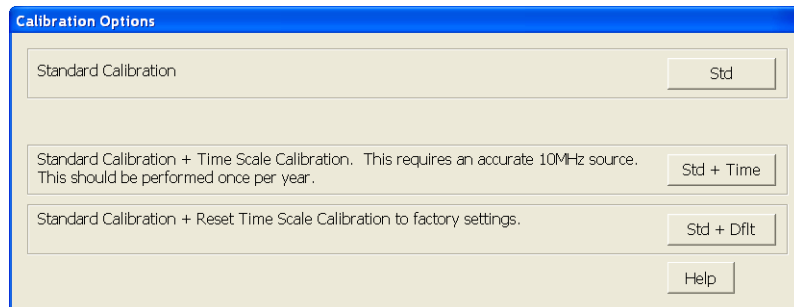 Calibration Options
Standard Calibration
Std
Standard Calibration + Time Scale Calibration.  This requires an accurate 10MHz source.
This should be performed once per year.
Std + Time
Standard Calibration + Reset Time Scale Calibration to factory settings.
Std + Dflt
Help